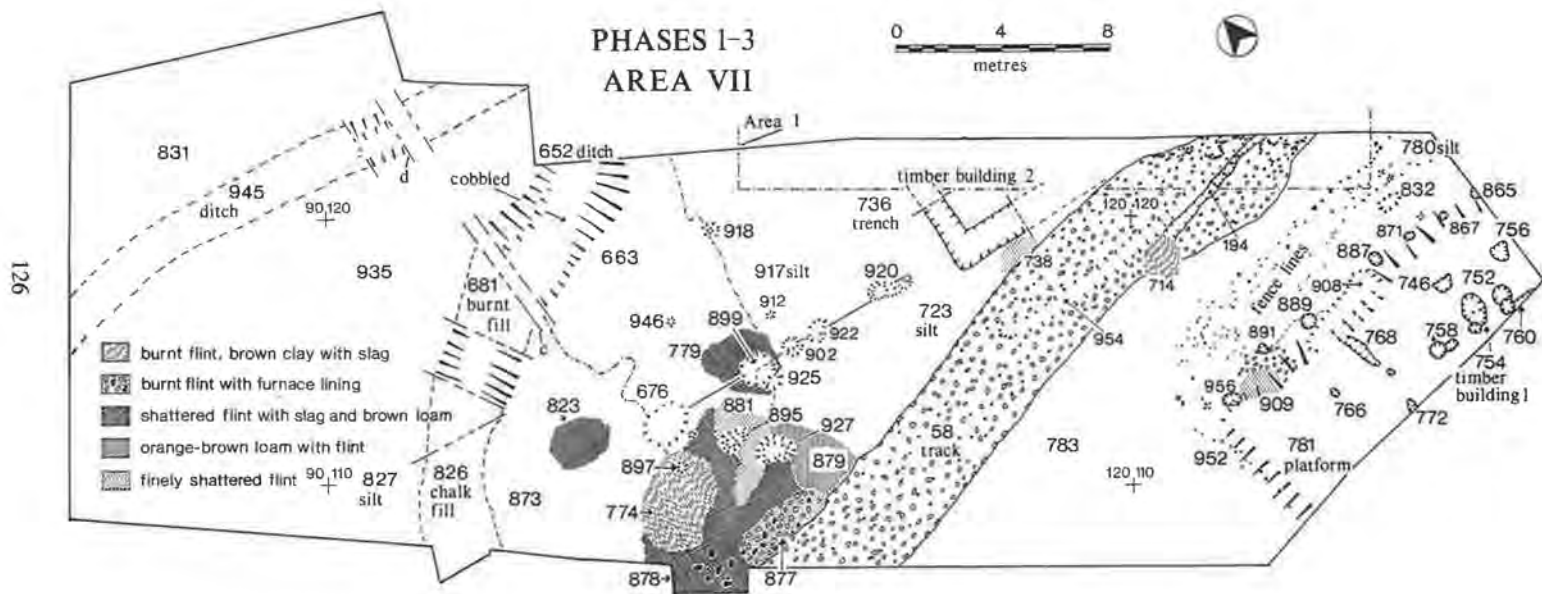 PHASES 1–3
AREA VII
0 4 8
metres
126
831
945
ditch
d
90,120
935
cobbled
652 ditch
663
681
burnt
fill
c
918
917 silt
912
946
899
779
676
902
922
920
925
Area 1
timber building 2
736
trench
738
723
silt
120,120
194
714
954
780 silt
832
865
867
871
887
756
752
746
908
889
fence lines
891
768
758
760
754
timber
building 1
956
909
766
772
952
781
platform
783
120,110
58
track
burnt flint, brown clay with slag
burnt flint with furnace lining
shattered flint with slag and brown loam
orange-brown loam with flint
finely shattered flint
90,110
827
silt
826
chalk
fill
873
823
881
895
927
879
897
774
878
877